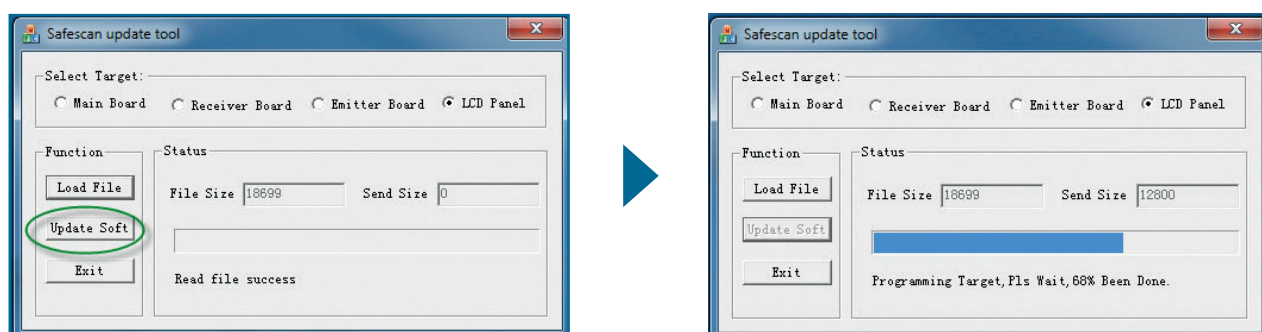 Safescan update tool
Select Target:
Main Board Receiver Board Emitter Board LCD Panel
Function Status
Load File File Size 18699 Send Size 0
Update Soft
Exit Read file success
Safescan update tool
Select Target:
Main Board Receiver Board Emitter Board LCD Panel
Function Status
Load File File Size 18699 Send Size 12800
Update Soft
Exit Programming Target,Pls Wait,68% Been Done.